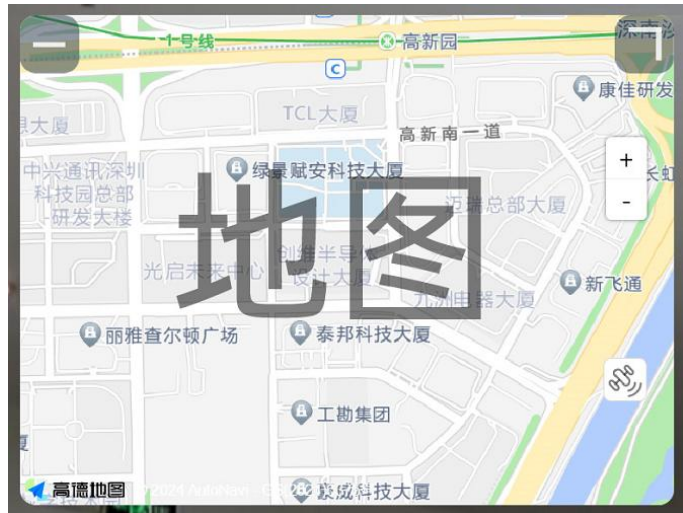 深南
1号线
高新园
C
康佳研发
TCL大厦
高新南一道
大厦
+
-
长虹
中兴通讯深圳
科技园总部
-研发大楼
绿景赋安科技大厦
迈瑞总部大厦
地图
创维半导体
设计大厦
光启未来中心
九洲电器大厦
新飞通
丽雅查尔顿广场
泰邦科技大厦
工勘集团
厦
高德地图
© 2024 AutoNavi
科技大厦